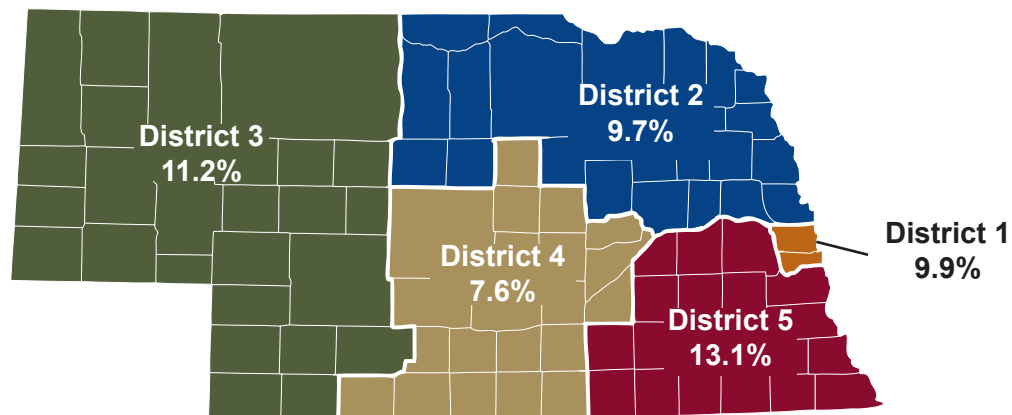 District 2
9.7%
District 3
11.2%
District 1
9.9%
District 4
7.6%
District 5
13.1%